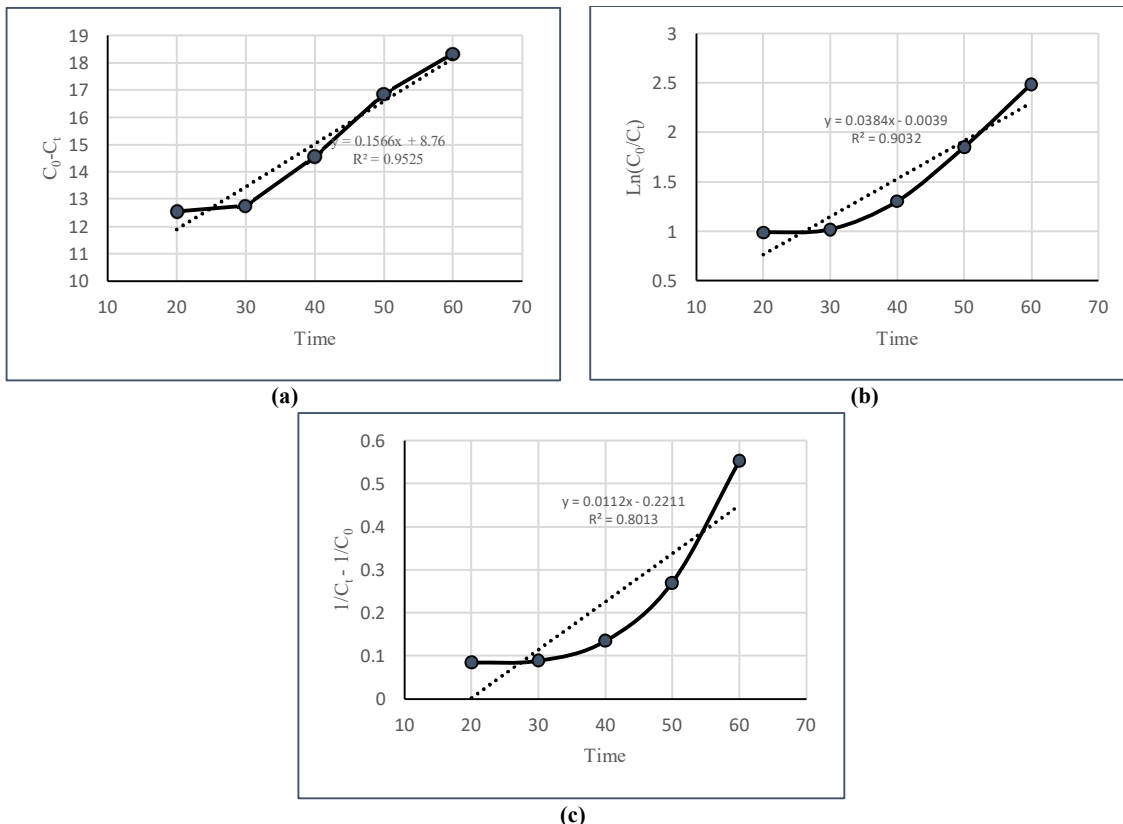 19
18
17
16
15
14
13
12
11
10
C₀-Cₜ
y = 0.1566x + 8.76
R² = 0.9525
10 20 30 40 50 60 70
Time
(a)
3
2.5
2
1.5
1
0.5
Ln(C₀/Cₜ)
y = 0.0384x - 0.0039
R² = 0.9032
10 20 30 40 50 60 70
Time
(b)
0.6
0.5
0.4
0.3
0.2
0.1
0
1/Cₜ - 1/C₀
y = 0.0112x - 0.2211
R² = 0.8013
10 20 30 40 50 60 70
Time
(c)